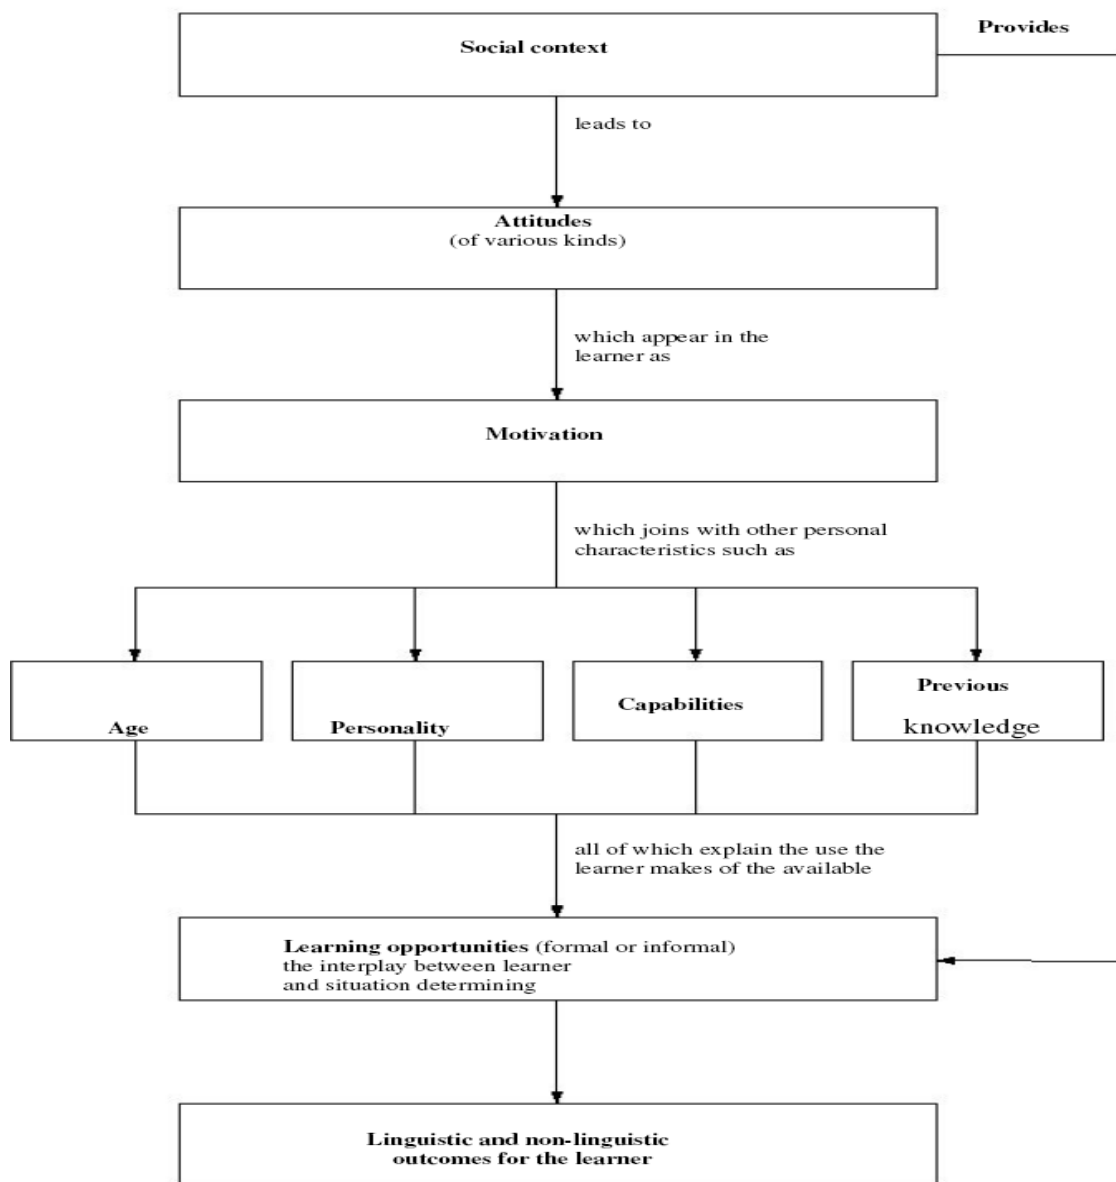 Provides
Social context
leads to
Attitudes
(of various kinds)
which appear in the
learner as
Motivation
which joins with other personal
characteristics such as
Age
Personality
Capabilities
Previous
knowledge
all of which explain the use the
learner makes of the available
Learning opportunities (formal or informal)
the interplay between learner
and situation determining
Linguistic and non-linguistic
outcomes for the learner